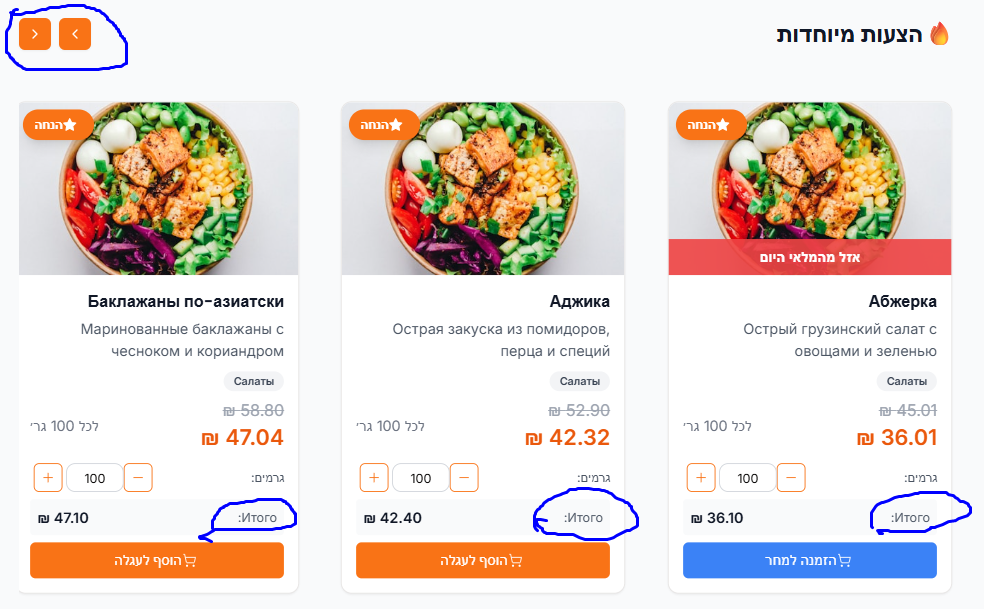 הצעות מיוחדות
הנחה
אזל מהמלאי היום
Абжерка
Острый грузинский салат с
овощами и зеленью
Салаты
₪ 45.01
₪ 36.01
לכל 100 גר׳
גרמים:
− 100 +
Итого:
₪ 36.10
הזמנה למחר
הנחה
Аджика
Острая закуска из помидоров,
перца и специй
Салаты
₪ 52.90
₪ 42.32
לכל 100 גר׳
גרמים:
− 100 +
Итого:
₪ 42.40
הוסף לעגלה
הנחה
Баклажаны по-азиатски
Маринованные баклажаны с
чесноком и кориандром
Салаты
₪ 58.80
₪ 47.04
לכל 100 גר׳
גרמים:
− 100 +
Итого:
₪ 47.10
הוסף לעגלה